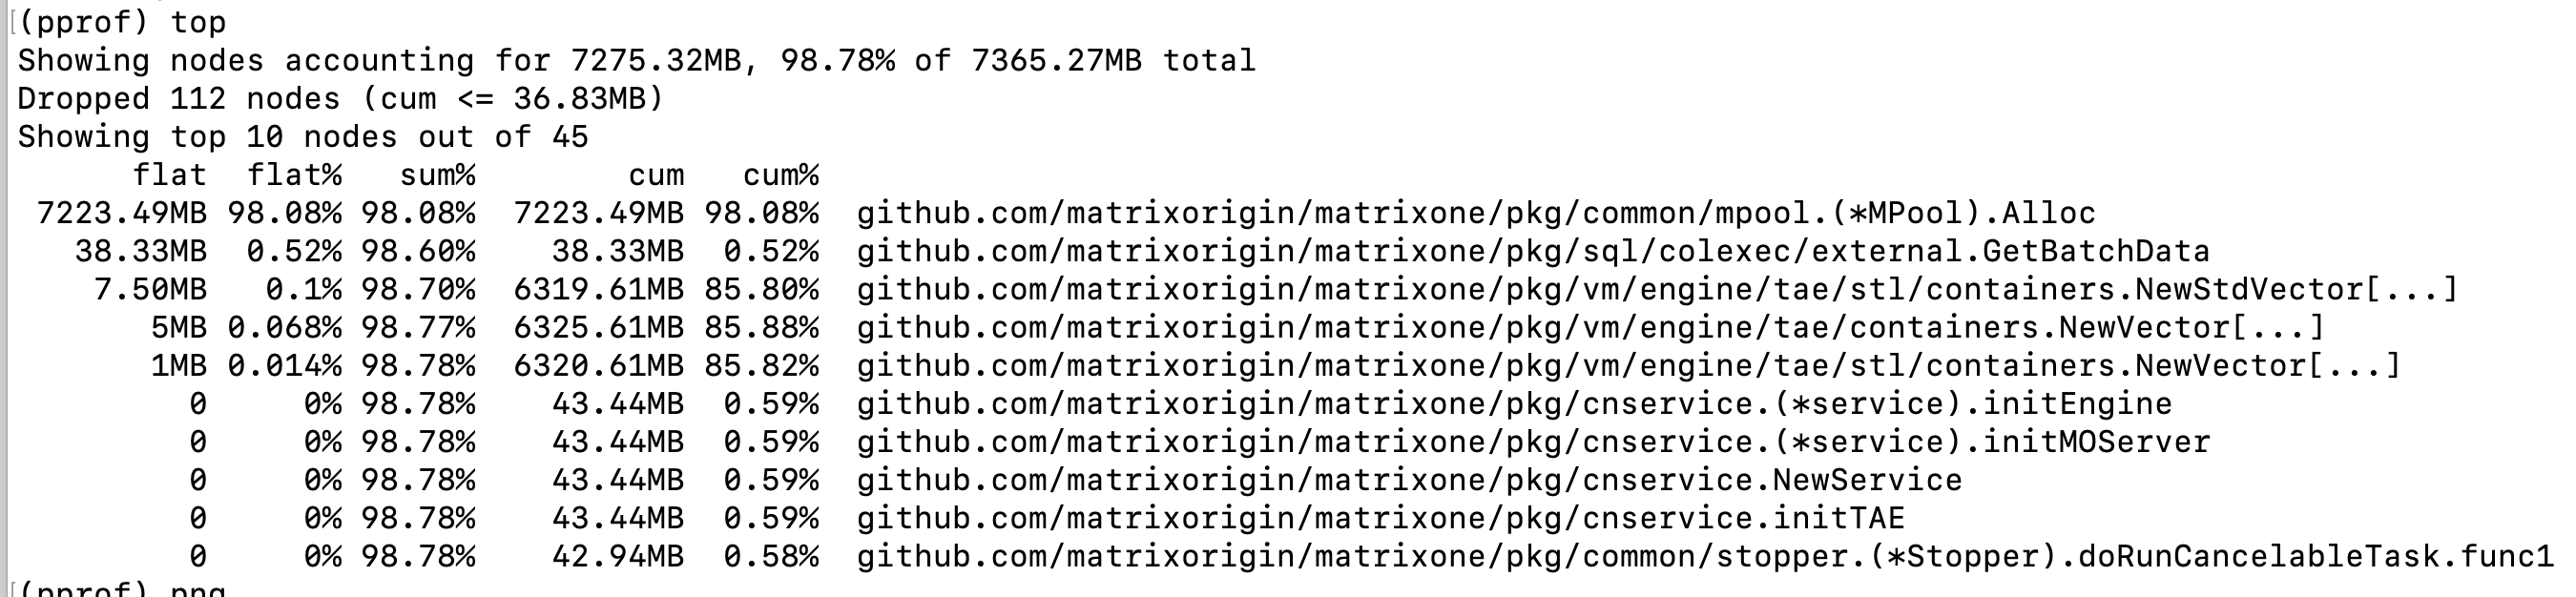 (pprof) top
Showing nodes accounting for 7275.32MB, 98.78% of 7365.27MB total
Dropped 112 nodes (cum <= 36.83MB)
Showing top 10 nodes out of 45
flat flat% sum% cum cum%
7223.49MB 98.08% 98.08% 7223.49MB 98.08% github.com/matrixorigin/matrixone/pkg/common/mpool.(*MPool).Alloc
38.33MB 0.52% 98.60% 38.33MB 0.52% github.com/matrixorigin/matrixone/pkg/sql/colexec/external.GetBatchData
7.50MB 0.1% 98.70% 6319.61MB 85.80% github.com/matrixorigin/matrixone/pkg/vm/engine/tae/stl/containers.NewStdVector[...]
5MB 0.068% 98.77% 6325.61MB 85.88% github.com/matrixorigin/matrixone/pkg/vm/engine/tae/containers.NewVector[...]
1MB 0.014% 98.78% 6320.61MB 85.82% github.com/matrixorigin/matrixone/pkg/vm/engine/tae/stl/containers.NewVector[...]
0 0% 98.78% 43.44MB 0.59% github.com/matrixorigin/matrixone/pkg/cnservice.(*service).initEngine
0 0% 98.78% 43.44MB 0.59% github.com/matrixorigin/matrixone/pkg/cnservice.(*service).initMOServer
0 0% 98.78% 43.44MB 0.59% github.com/matrixorigin/matrixone/pkg/cnservice.NewService
0 0% 98.78% 43.44MB 0.59% github.com/matrixorigin/matrixone/pkg/cnservice.initTAE
0 0% 98.78% 42.94MB 0.58% github.com/matrixorigin/matrixone/pkg/common/stopper.(*Stopper).doRunCancelableTask.func1
(pprof) png